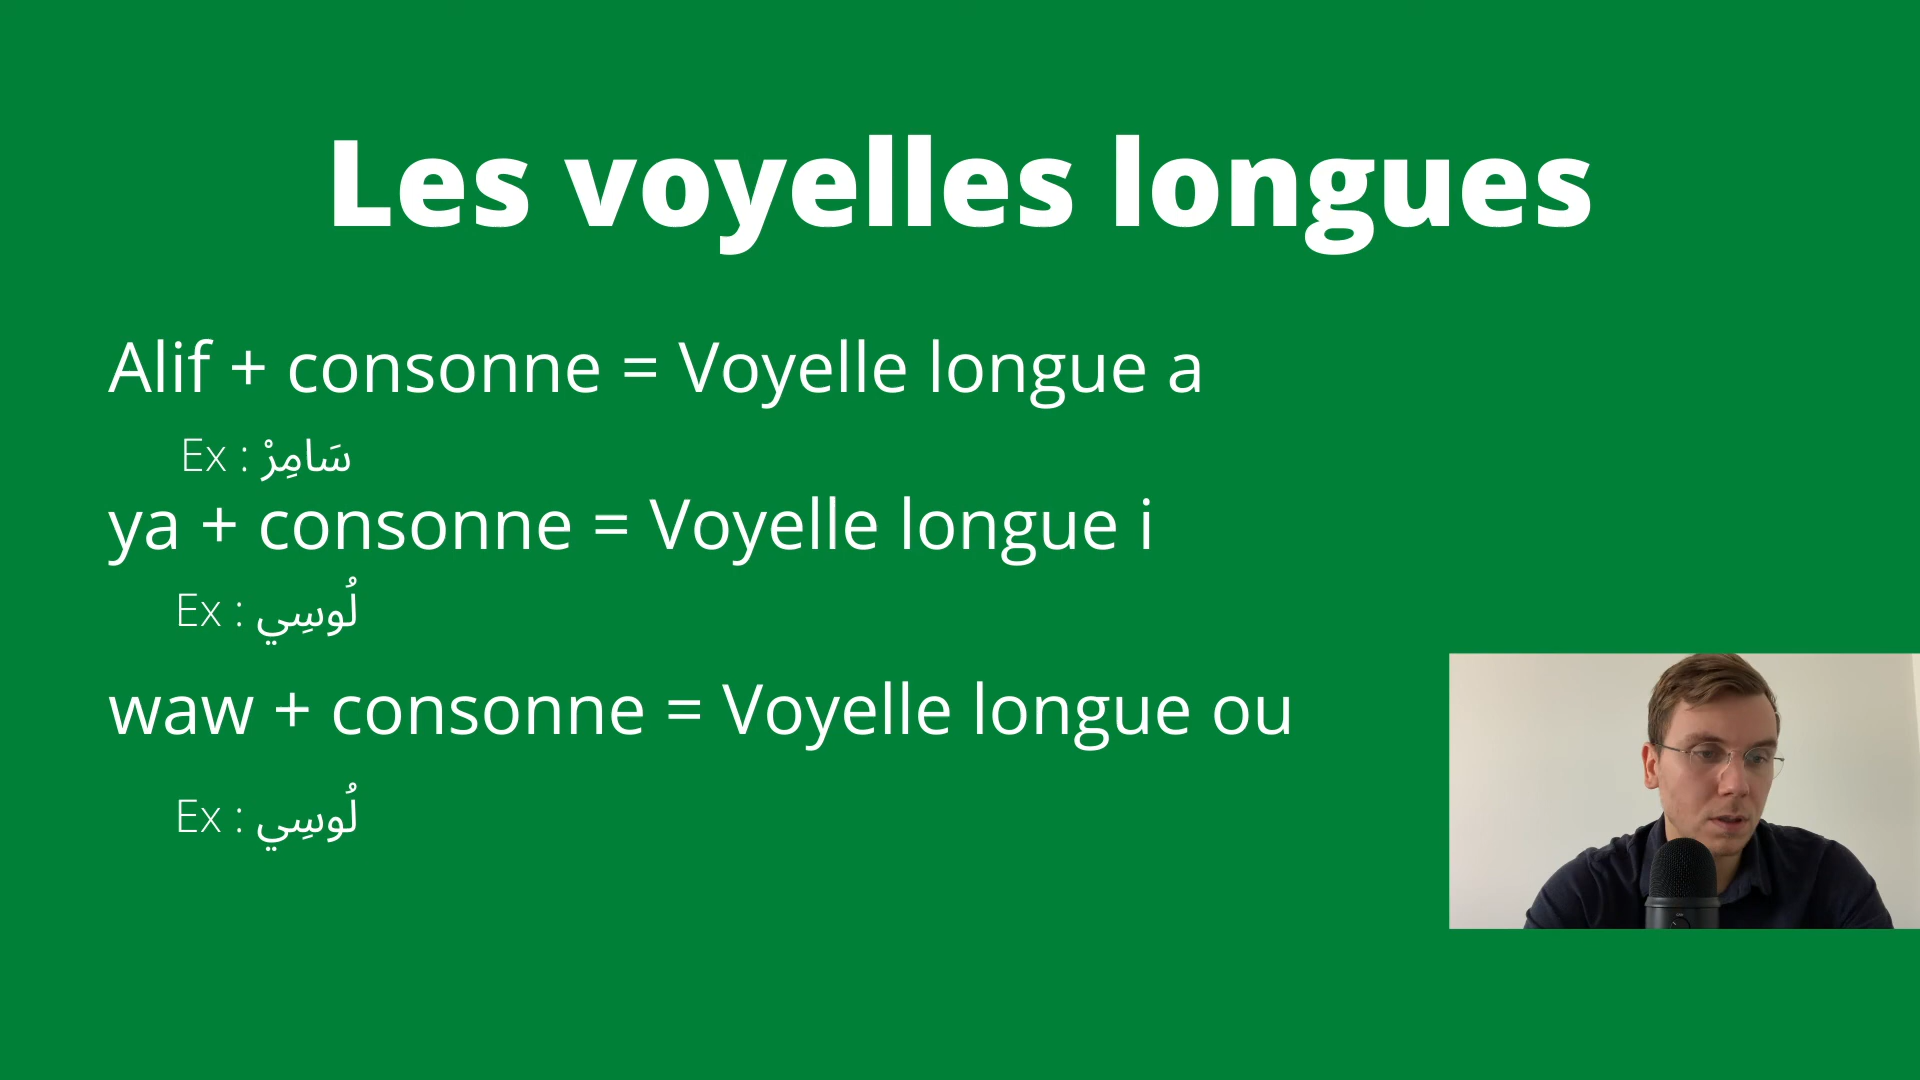 Les voyelles longues
Alif + consonne = Voyelle longue a
Ex : سَامِرْ
ya + consonne = Voyelle longue i
Ex : لُوسِي
waw + consonne = Voyelle longue ou
Ex : لُوسِي